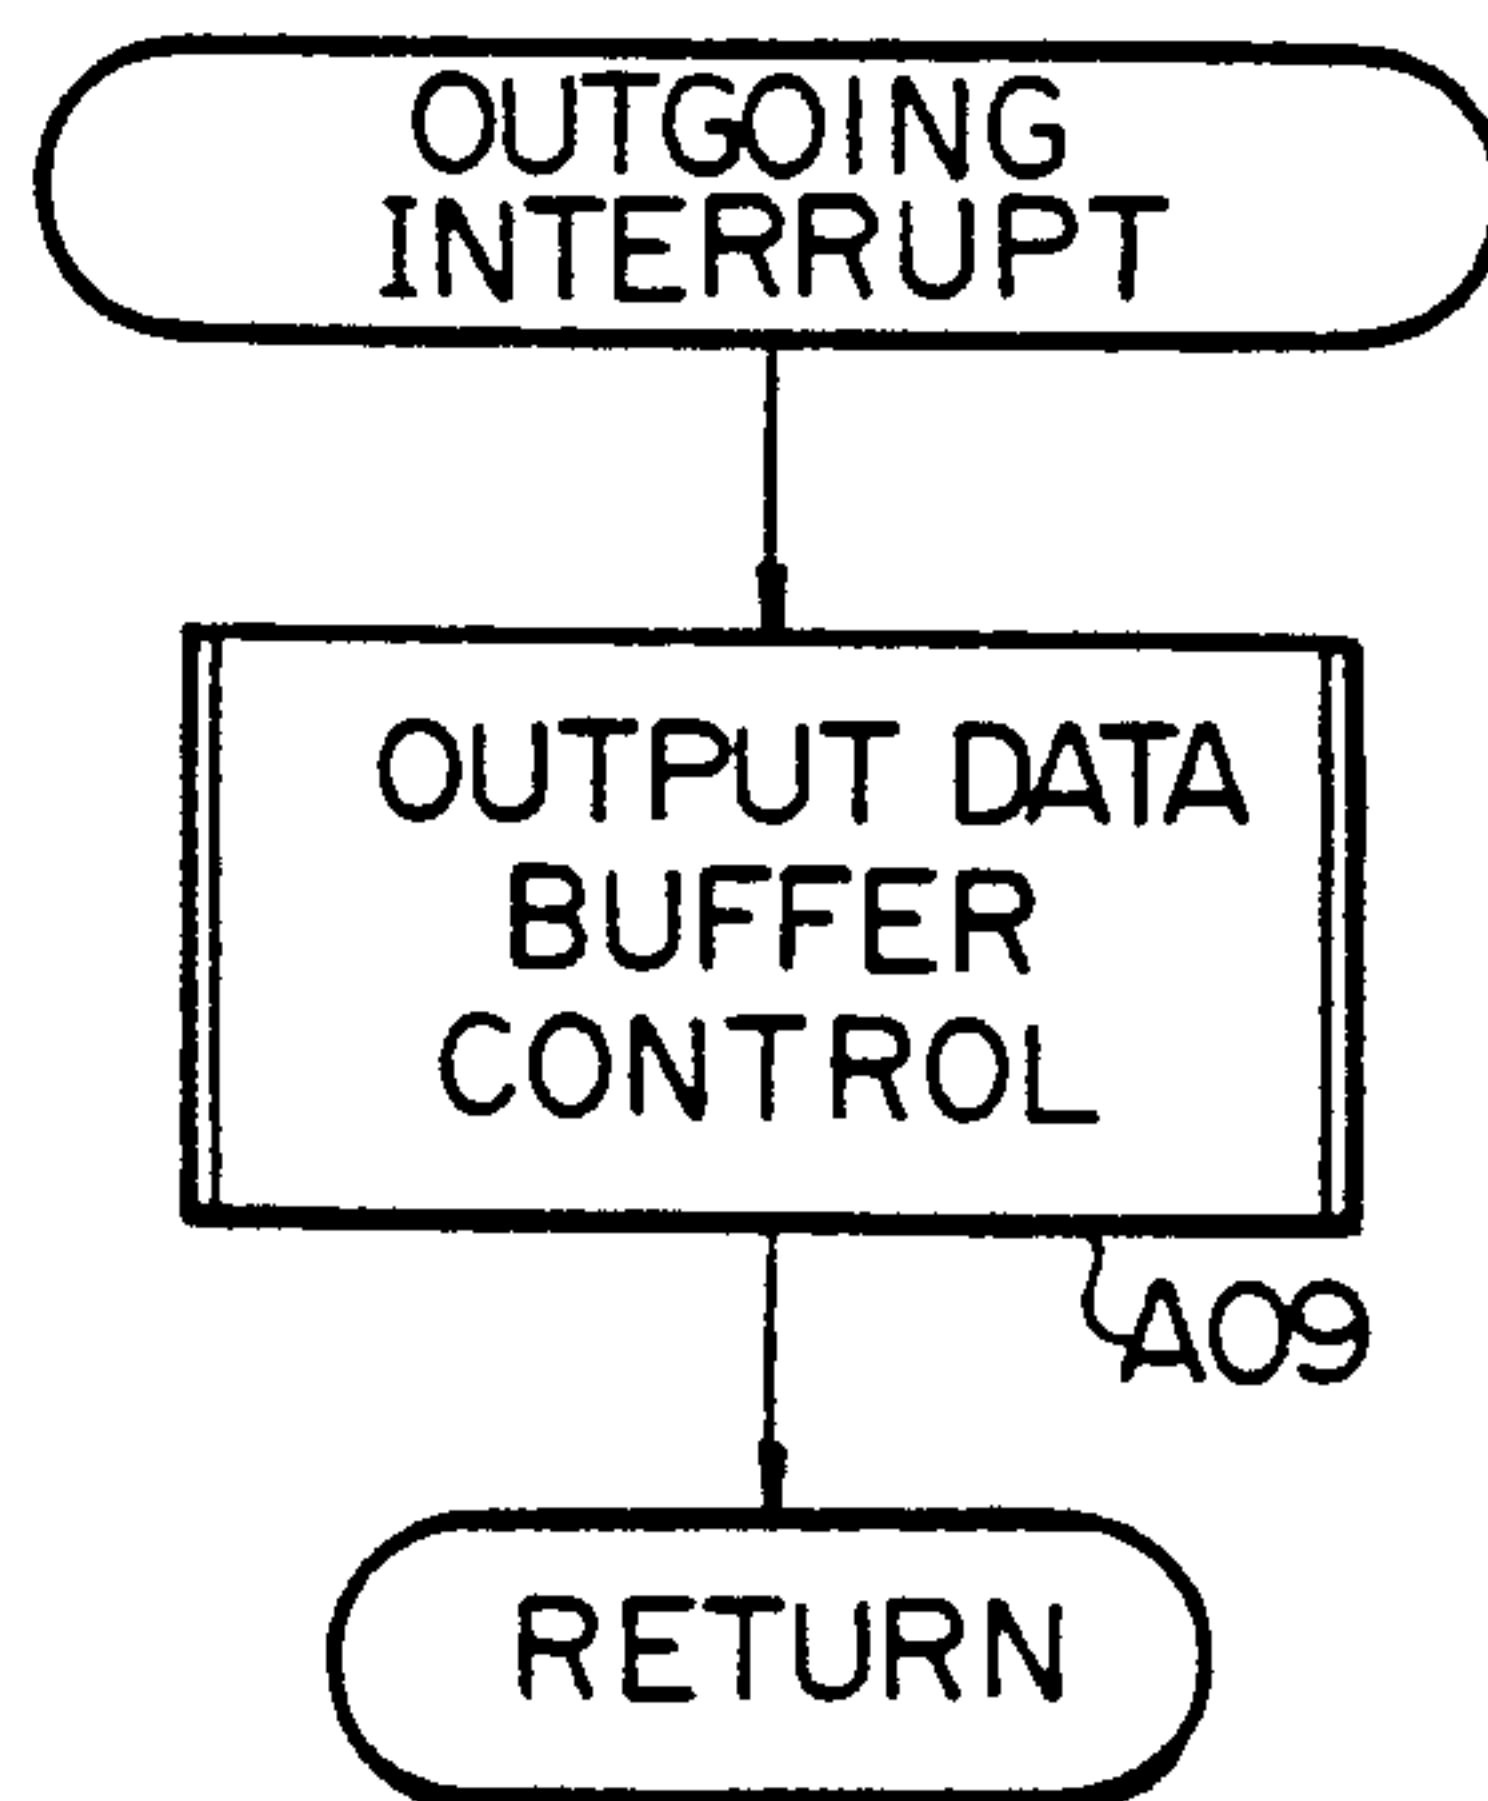 OUTGOING
INTERRUPT
OUTPUT DATA
BUFFER
CONTROL
A09
RETURN